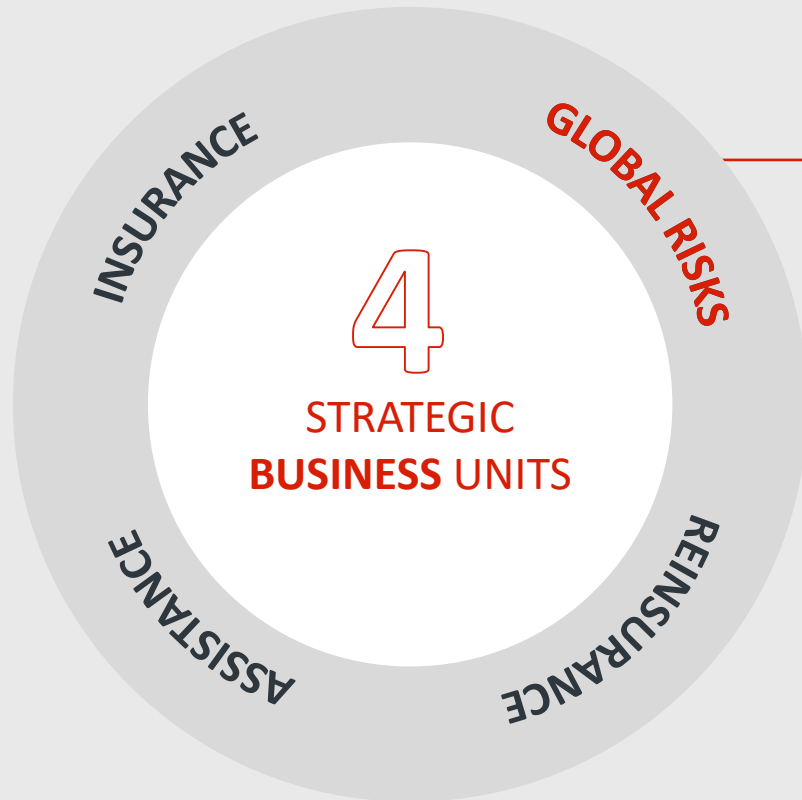 INSURANCE
GLOBAL RISKS
4
STRATEGIC
BUSINESS UNITS
ASSISTANCE
REINSURANCE